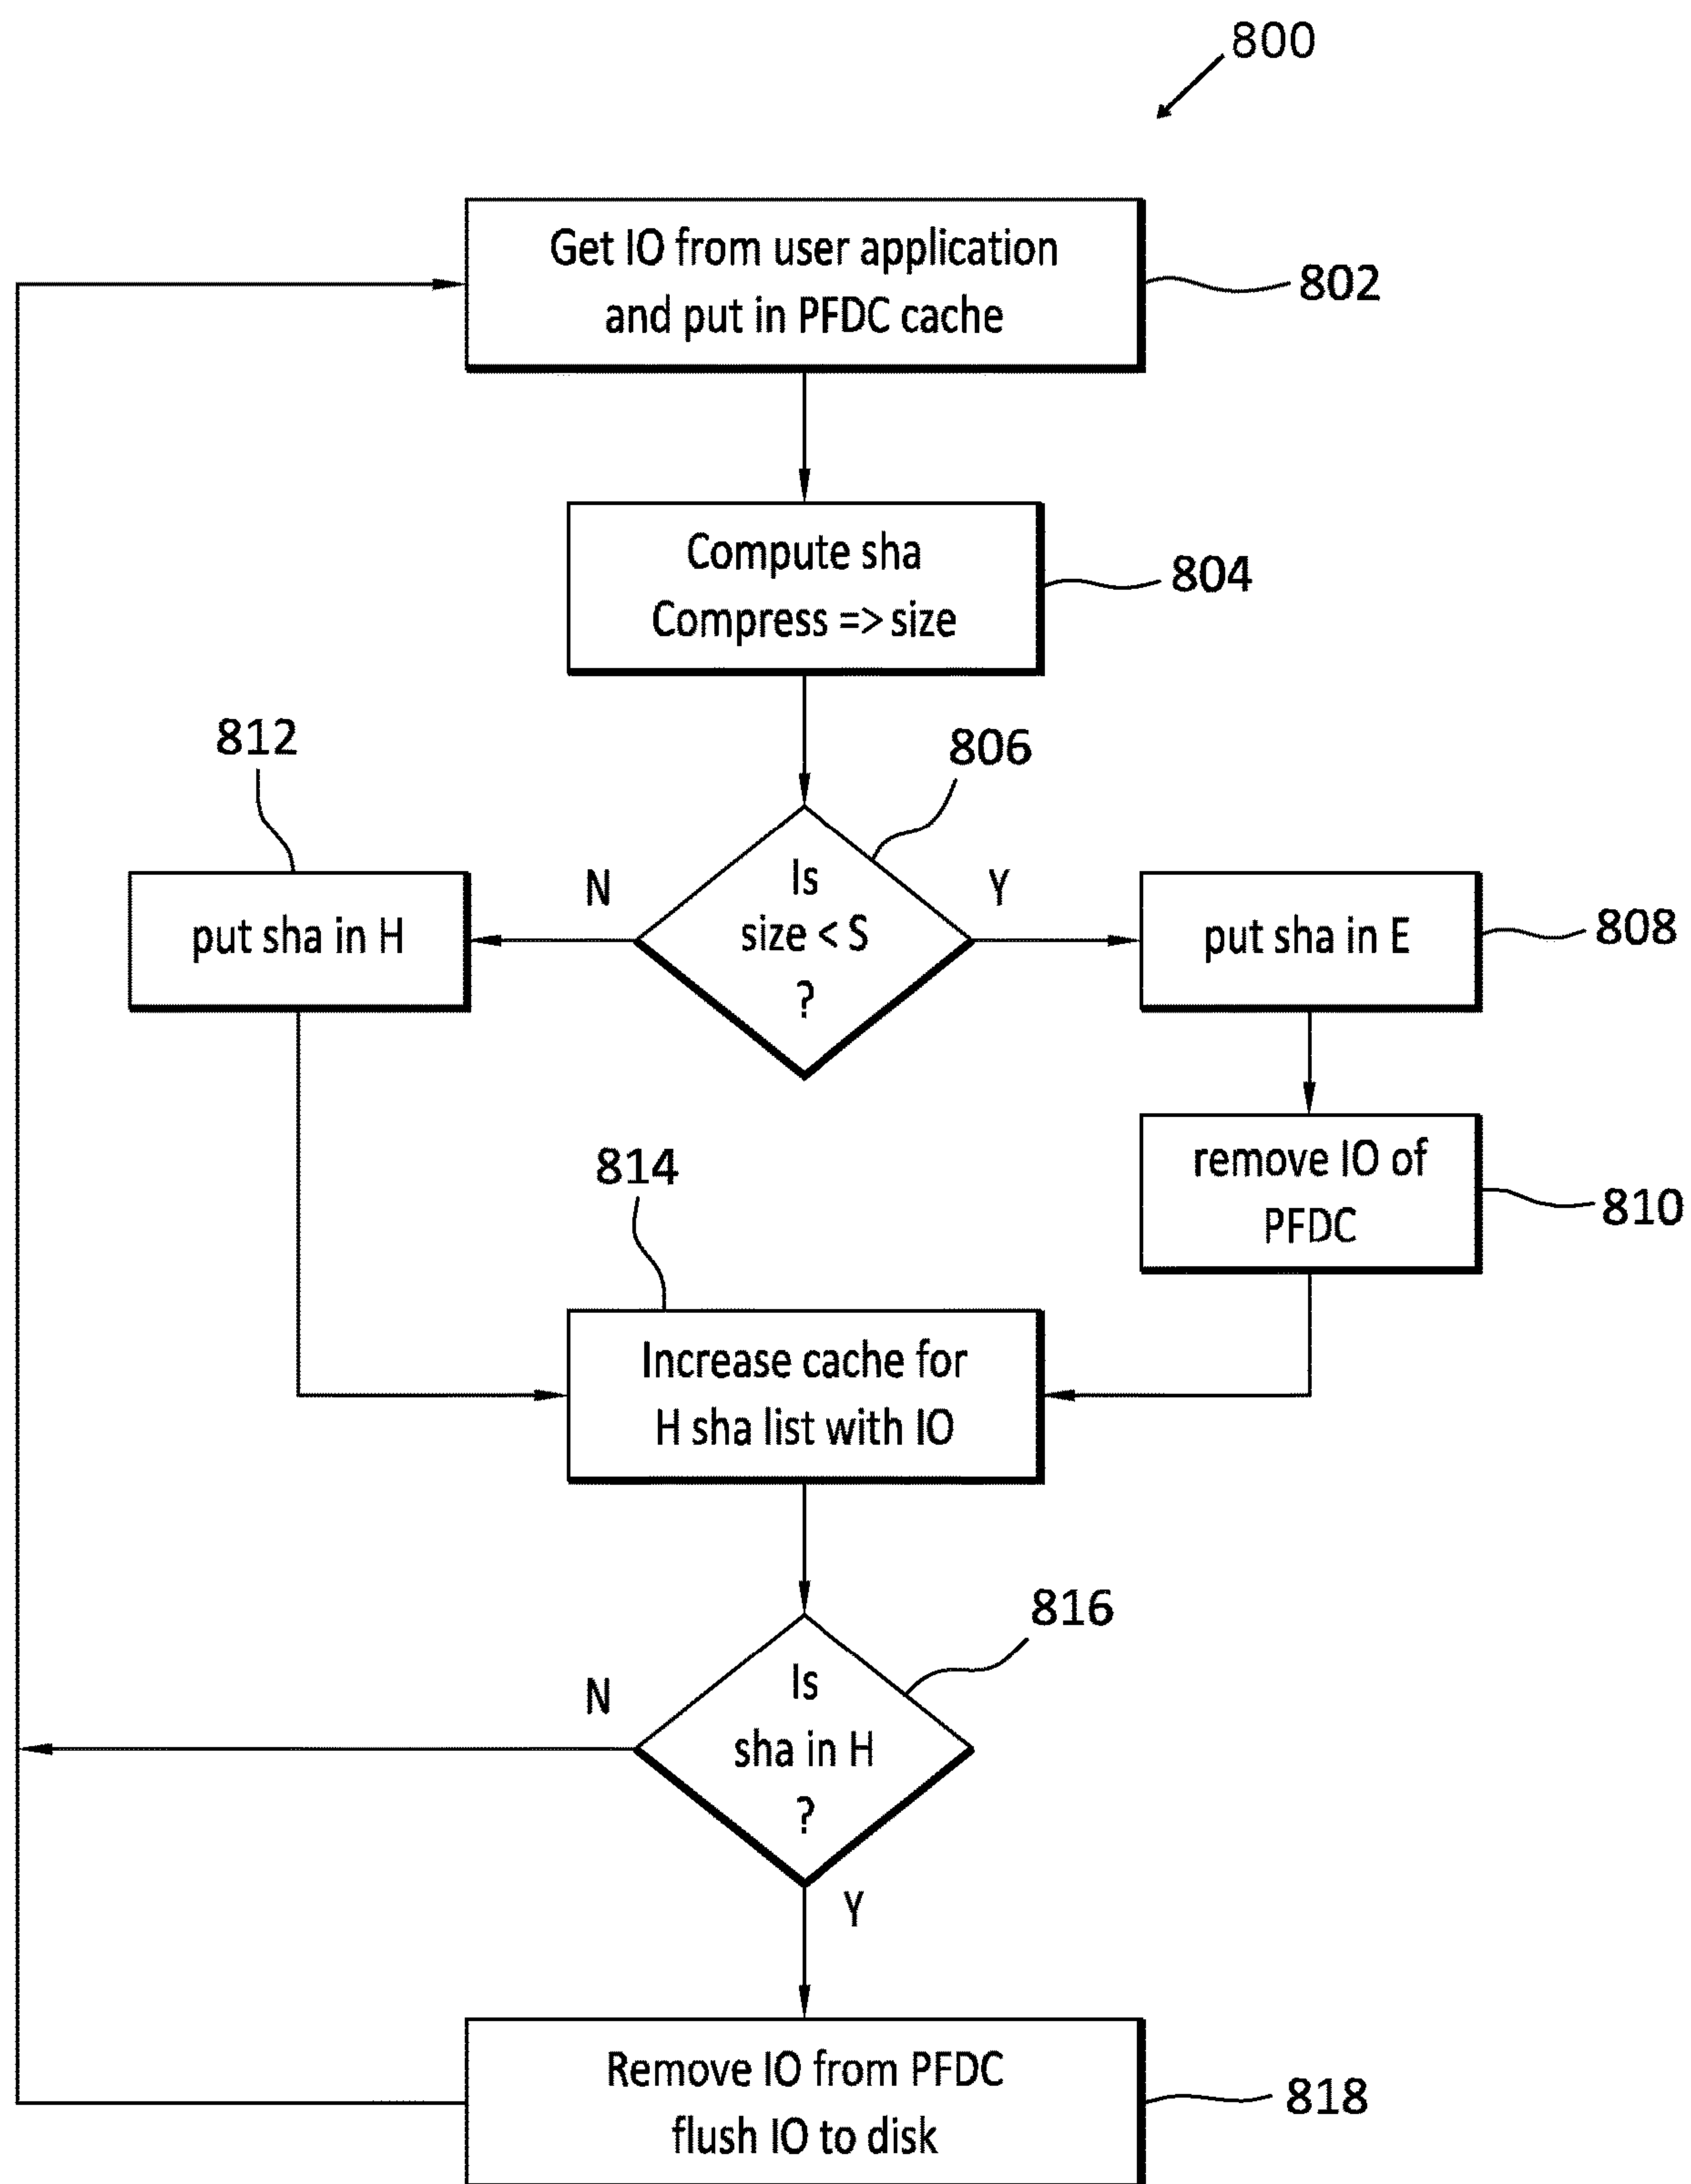 800
Get IO from user application
and put in PFDC cache
802
Compute sha
Compress => size
804
812
806
put sha in H
N
Is
size < S
?
Y
put sha in E
808
814
remove IO of
PFDC
810
Increase cache for
H sha list with IO
816
N
Is
sha in H
?
Y
Remove IO from PFDC
flush IO to disk
818